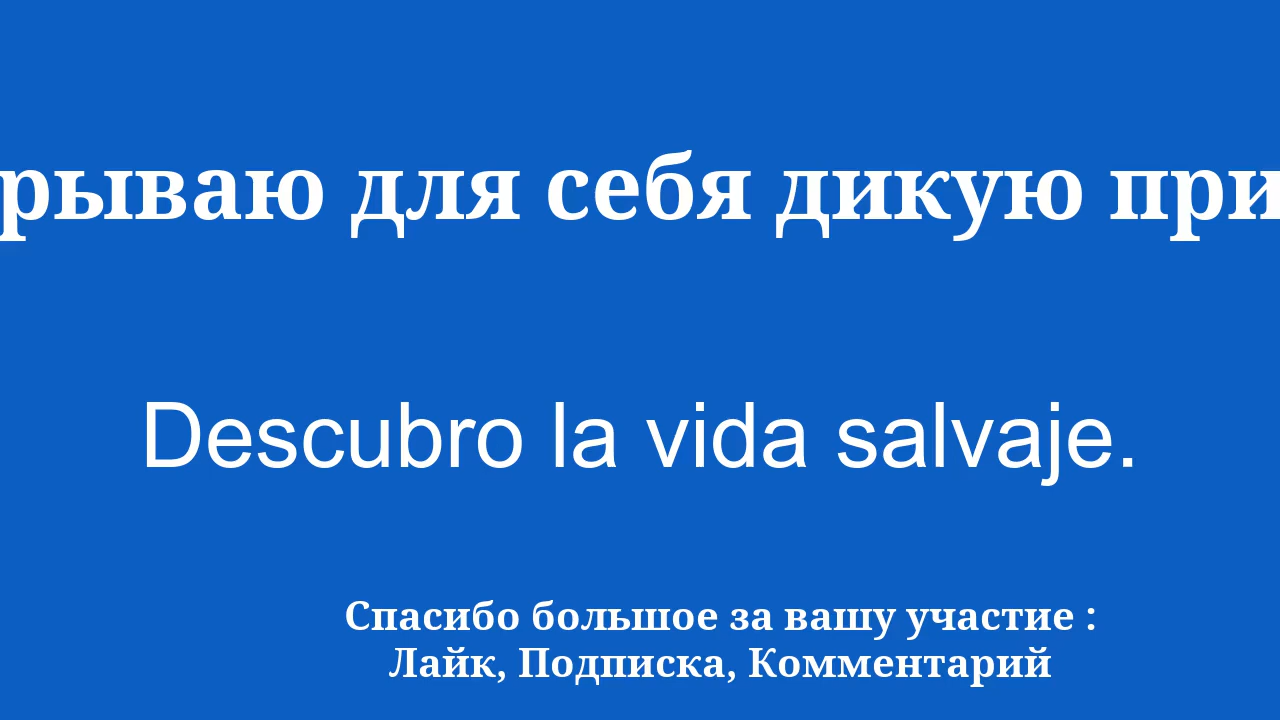 рываю для себя дикую при
Descubro la vida salvaje.
Спасибо большое за вашу участие :
Лайк, Подписка, Комментарий